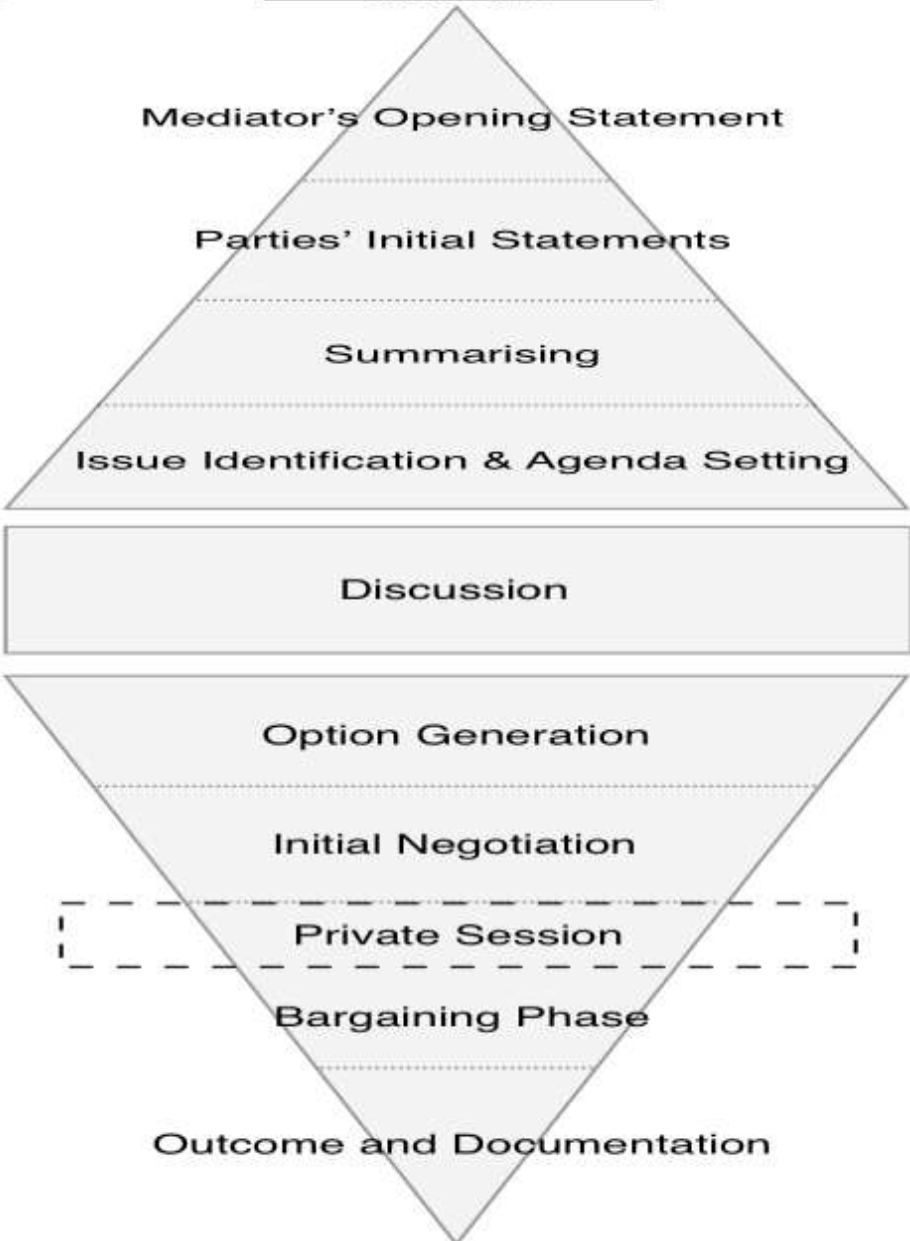 Mediator’s Opening Statement
Parties’ Initial Statements
Summarising
Issue Identification & Agenda Setting
Discussion
Option Generation
Initial Negotiation
Private Session
Bargaining Phase
Outcome and Documentation